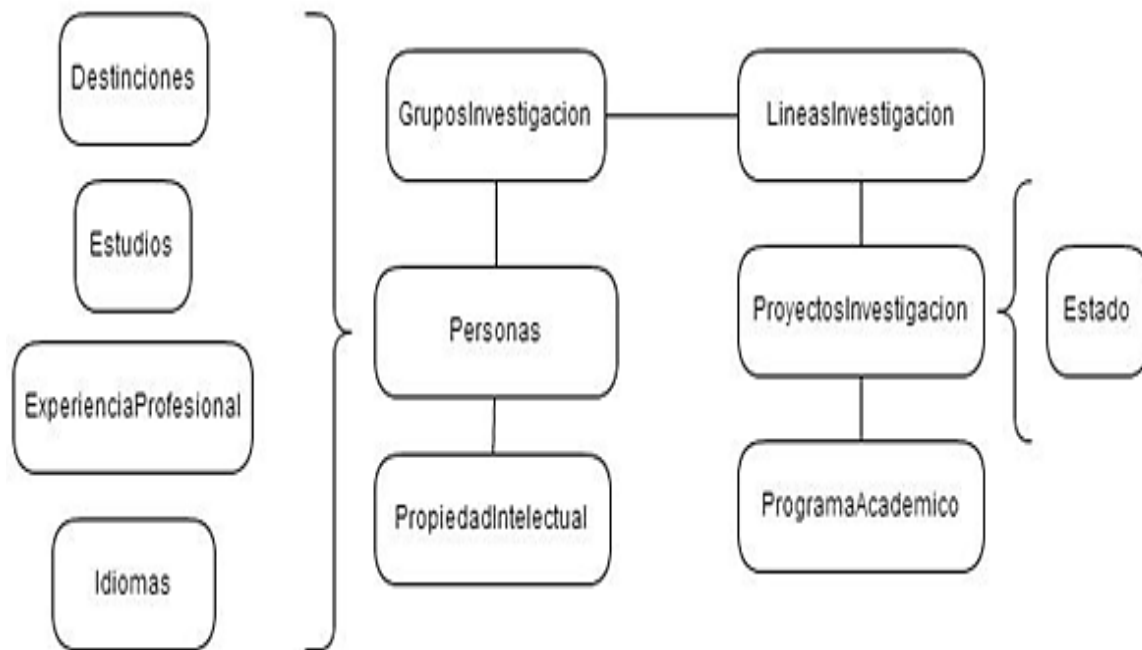 Destinciones
Estudios
ExperienciaProfesional
Idiomas
GruposInvestigacion
Personas
PropiedadIntelectual
LineasInvestigacion
ProyectosInvestigacion
ProgramaAcademico
Estado